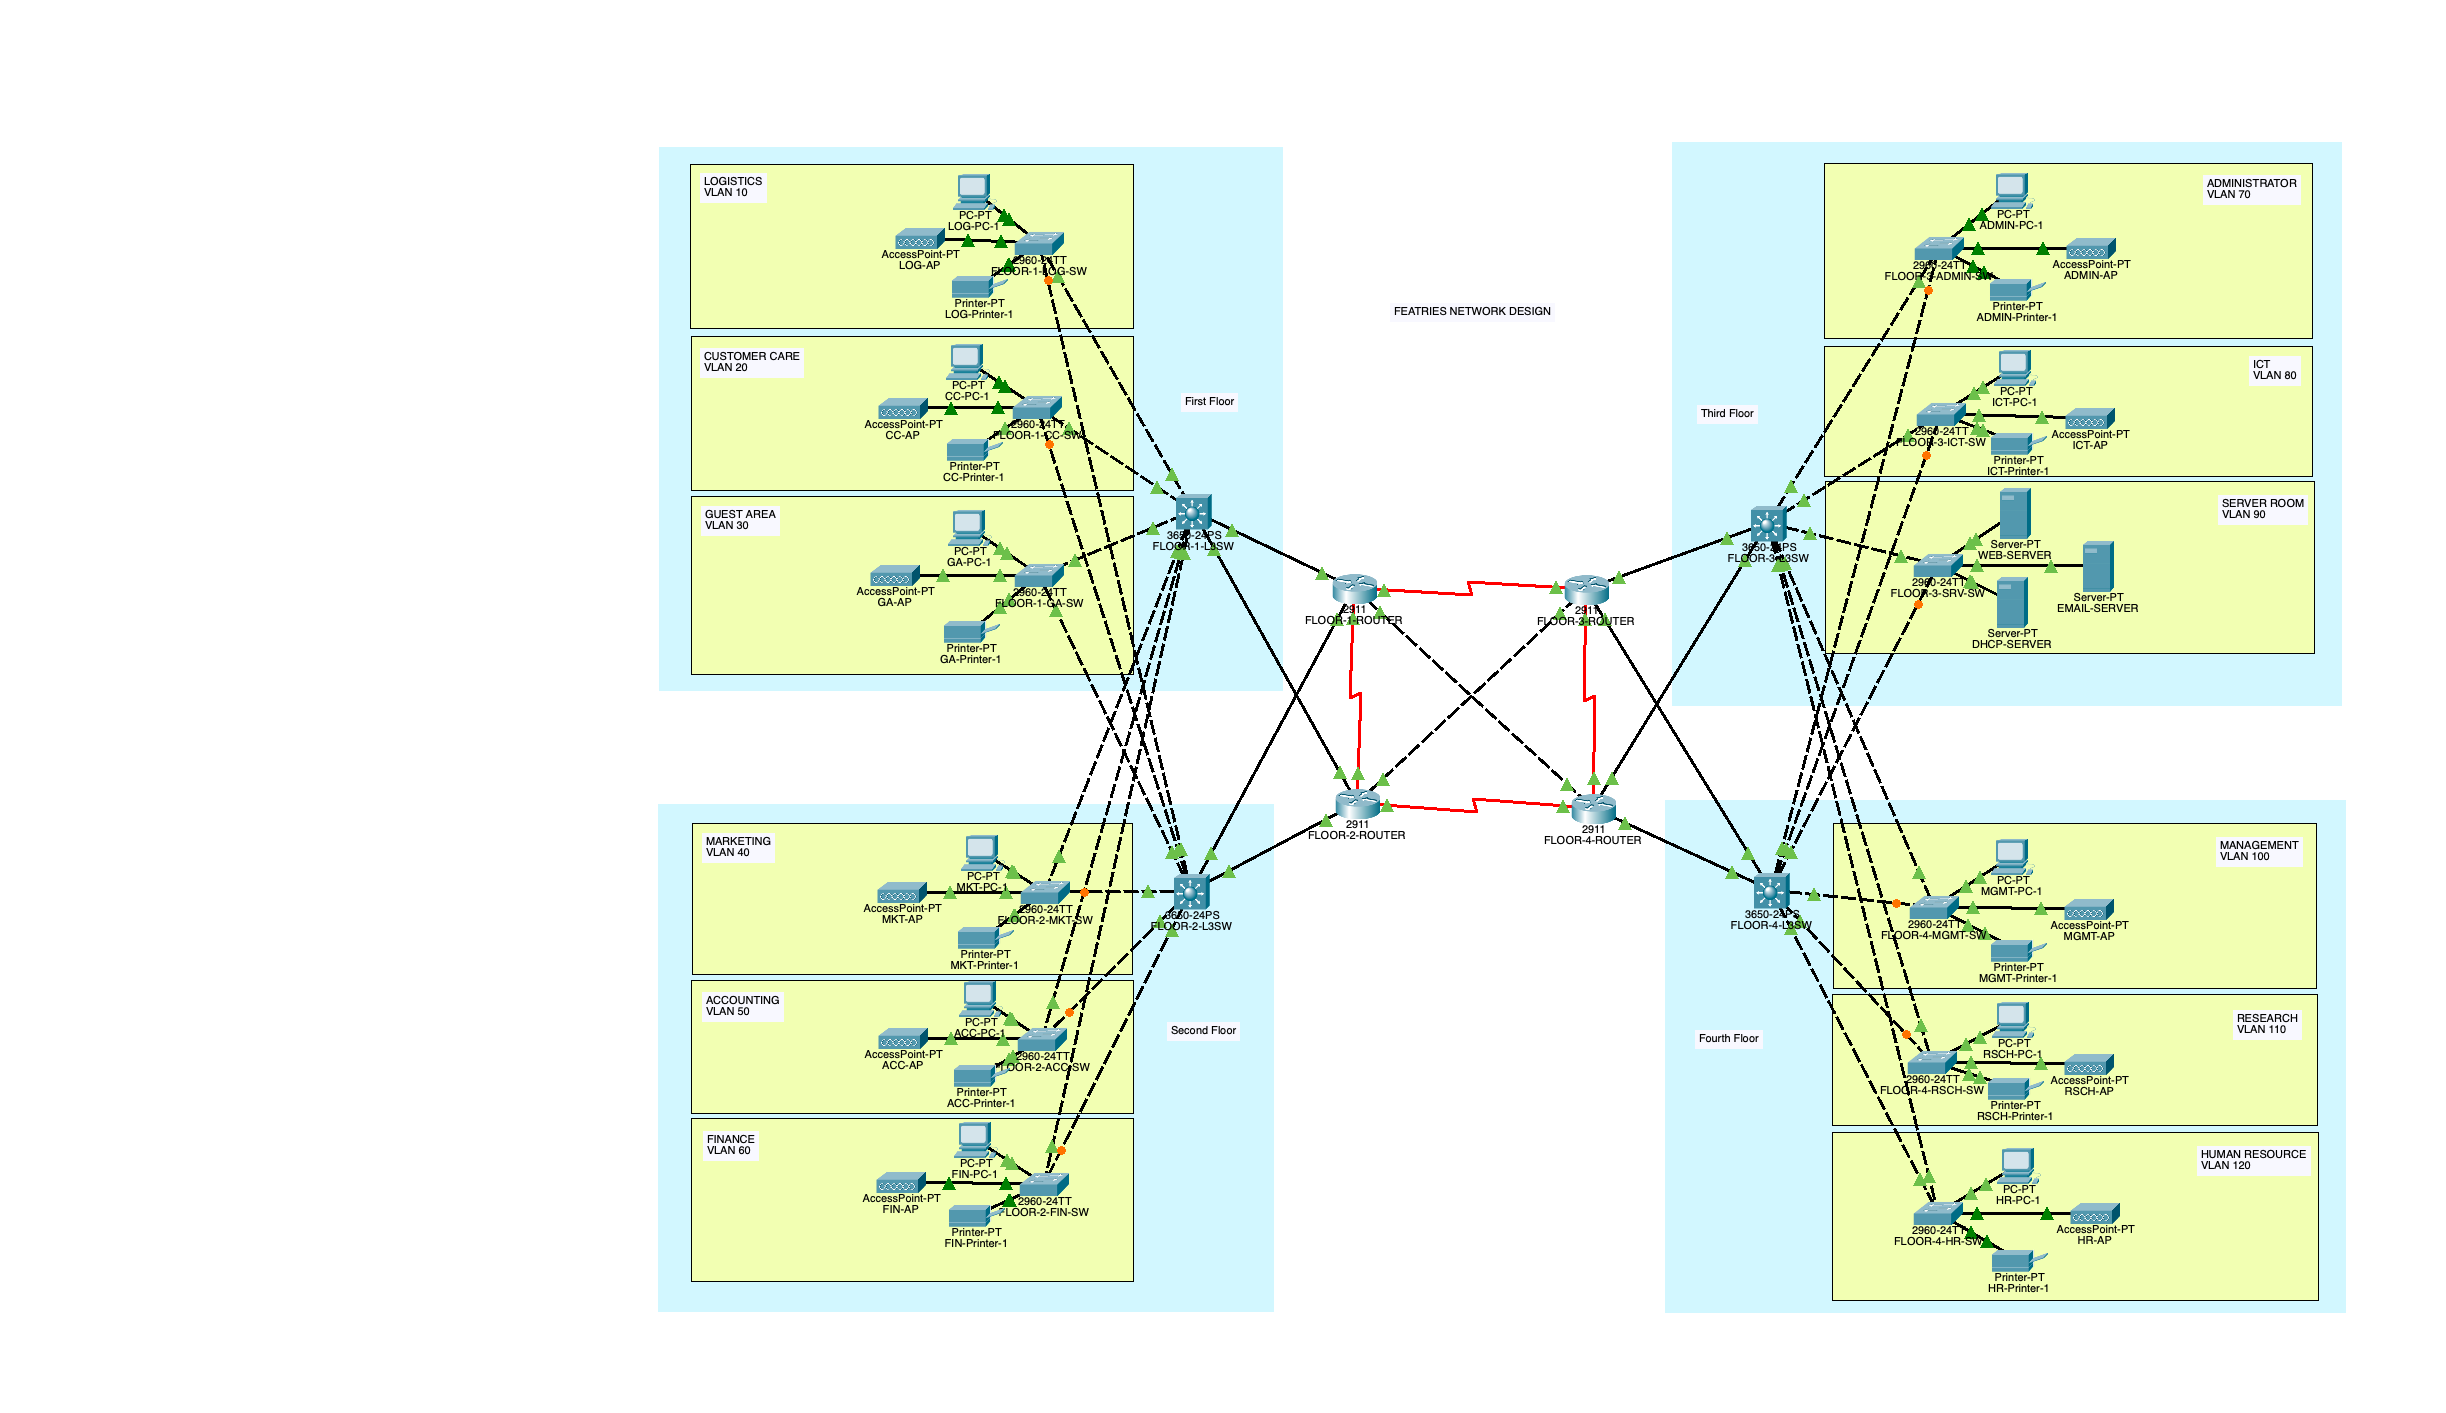 FEATRIES NETWORK DESIGN
First Floor
LOGISTICS
VLAN 10
PC-PT
LOG-PC-1
AccessPoint-PT
LOG-AP
2960-24TT
FLOOR-1-LOG-SW
Printer-PT
LOG-Printer-1
CUSTOMER CARE
VLAN 20
PC-PT
CC-PC-1
AccessPoint-PT
CC-AP
2960-24TT
FLOOR-1-CC-SW
Printer-PT
CC-Printer-1
GUEST AREA
VLAN 30
PC-PT
GA-PC-1
AccessPoint-PT
GA-AP
2960-24TT
FLOOR-1-GA-SW
Printer-PT
GA-Printer-1
3650-24PS
FLOOR-1-L3SW
2911
FLOOR-1-ROUTER
2911
FLOOR-3-ROUTER
2911
FLOOR-2-ROUTER
2911
FLOOR-4-ROUTER
Third Floor
ADMINISTRATOR
VLAN 70
PC-PT
ADMIN-PC-1
2960-24TT
FLOOR-3-ADMIN-SW
AccessPoint-PT
ADMIN-AP
Printer-PT
ADMIN-Printer-1
ICT
VLAN 80
PC-PT
ICT-PC-1
2960-24TT
FLOOR-3-ICT-SW
AccessPoint-PT
ICT-AP
Printer-PT
ICT-Printer-1
SERVER ROOM
VLAN 90
Server-PT
WEB-SERVER
2960-24TT
FLOOR-3-SRV-SW
Server-PT
EMAIL-SERVER
Server-PT
DHCP-SERVER
3650-24PS
FLOOR-3-L3SW
Second Floor
MARKETING
VLAN 40
PC-PT
MKT-PC-1
AccessPoint-PT
MKT-AP
2960-24TT
FLOOR-2-MKT-SW
Printer-PT
MKT-Printer-1
ACCOUNTING
VLAN 50
PC-PT
ACC-PC-1
AccessPoint-PT
ACC-AP
2960-24TT
FLOOR-2-ACC-SW
Printer-PT
ACC-Printer-1
FINANCE
VLAN 60
PC-PT
FIN-PC-1
AccessPoint-PT
FIN-AP
2960-24TT
FLOOR-2-FIN-SW
Printer-PT
FIN-Printer-1
3650-24PS
FLOOR-2-L3SW
Fourth Floor
3650-24PS
FLOOR-4-L3SW
MANAGEMENT
VLAN 100
PC-PT
MGMT-PC-1
2960-24TT
FLOOR-4-MGMT-SW
AccessPoint-PT
MGMT-AP
Printer-PT
MGMT-Printer-1
RESEARCH
VLAN 110
PC-PT
RSCH-PC-1
2960-24TT
FLOOR-4-RSCH-SW
AccessPoint-PT
RSCH-AP
Printer-PT
RSCH-Printer-1
HUMAN RESOURCE
VLAN 120
PC-PT
HR-PC-1
2960-24TT
FLOOR-4-HR-SW
AccessPoint-PT
HR-AP
Printer-PT
HR-Printer-1